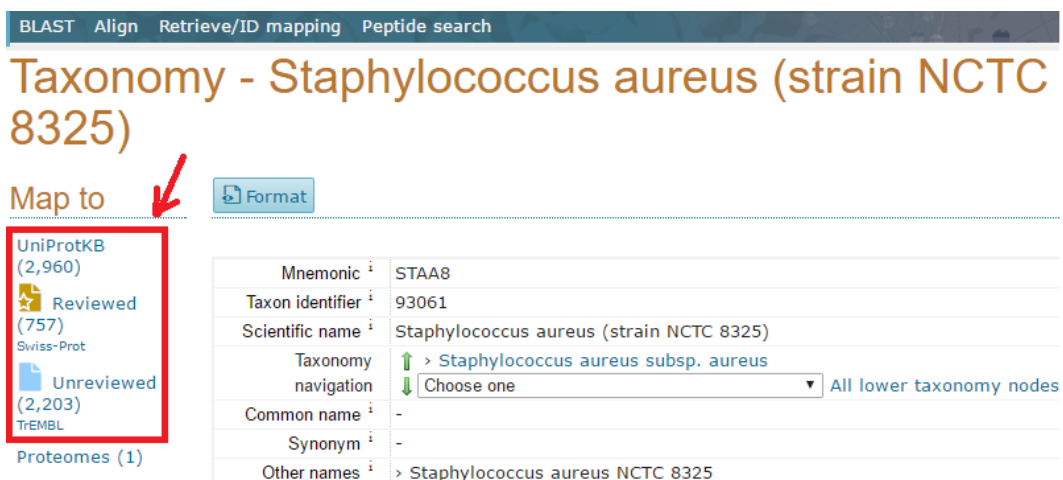 BLAST Align Retrieve/ID mapping Peptide search
Taxonomy - Staphylococcus aureus (strain NCTC
8325)
Map to
Format
UniProtKB
(2,960)
Reviewed
(757)
Swiss-Prot
Unreviewed
(2,203)
TrEMBL
Proteomes (1)
Mnemonic i STAA8
Taxon identifier i 93061
Scientific name i Staphylococcus aureus (strain NCTC 8325)
Taxonomy › Staphylococcus aureus subsp. aureus
navigation Choose one ▼ All lower taxonomy nodes
Common name i -
Synonym i -
Other names i › Staphylococcus aureus NCTC 8325